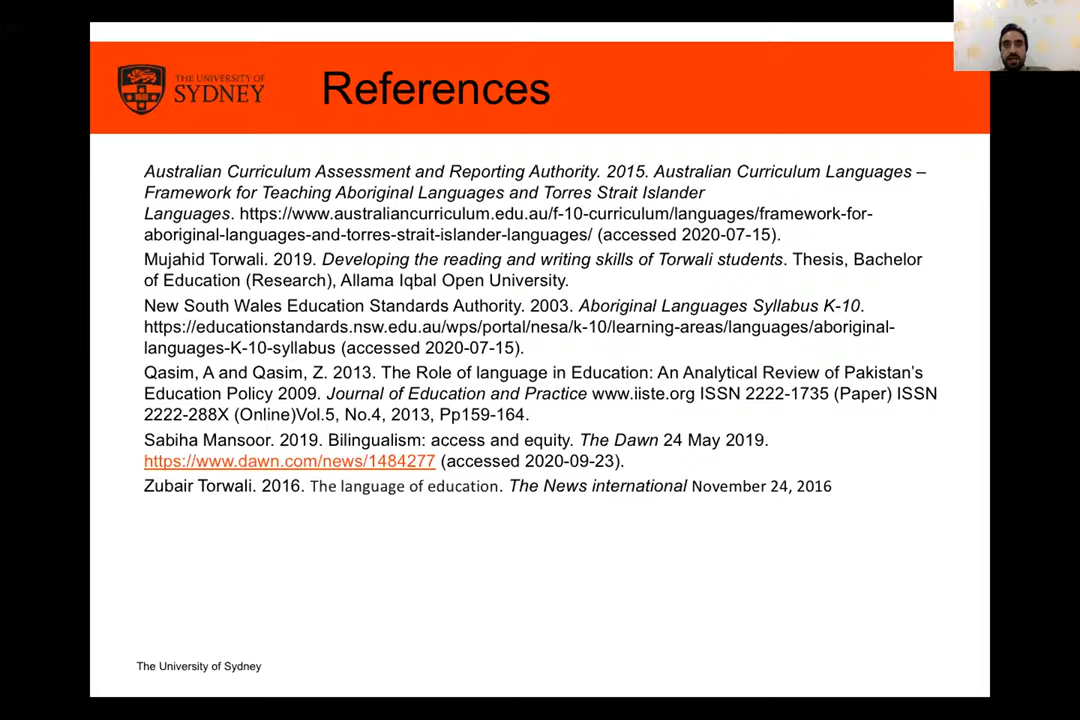 THE UNIVERSITY OF
SYDNEY
References
Australian Curriculum Assessment and Reporting Authority. 2015. Australian Curriculum Languages –
Framework for Teaching Aboriginal Languages and Torres Strait Islander
Languages. https://www.australiancurriculum.edu.au/f-10-curriculum/languages/framework-for-
aboriginal-languages-and-torres-strait-islander-languages/ (accessed 2020-07-15).
Mujahid Torwali. 2019. Developing the reading and writing skills of Torwali students. Thesis, Bachelor
of Education (Research), Allama Iqbal Open University.
New South Wales Education Standards Authority. 2003. Aboriginal Languages Syllabus K-10.
https://educationstandards.nsw.edu.au/wps/portal/nesa/k-10/learning-areas/languages/aboriginal-
languages-K-10-syllabus (accessed 2020-07-15).
Qasim, A and Qasim, Z. 2013. The Role of language in Education: An Analytical Review of Pakistan's
Education Policy 2009. Journal of Education and Practice www.iiste.org ISSN 2222-1735 (Paper) ISSN
2222-288X (Online)Vol.5, No.4, 2013, Pp159-164.
Sabiha Mansoor. 2019. Bilingualism: access and equity. The Dawn 24 May 2019.
https://www.dawn.com/news/1484277 (accessed 2020-09-23).
Zubair Torwali. 2016. The language of education. The News international November 24, 2016
The University of Sydney